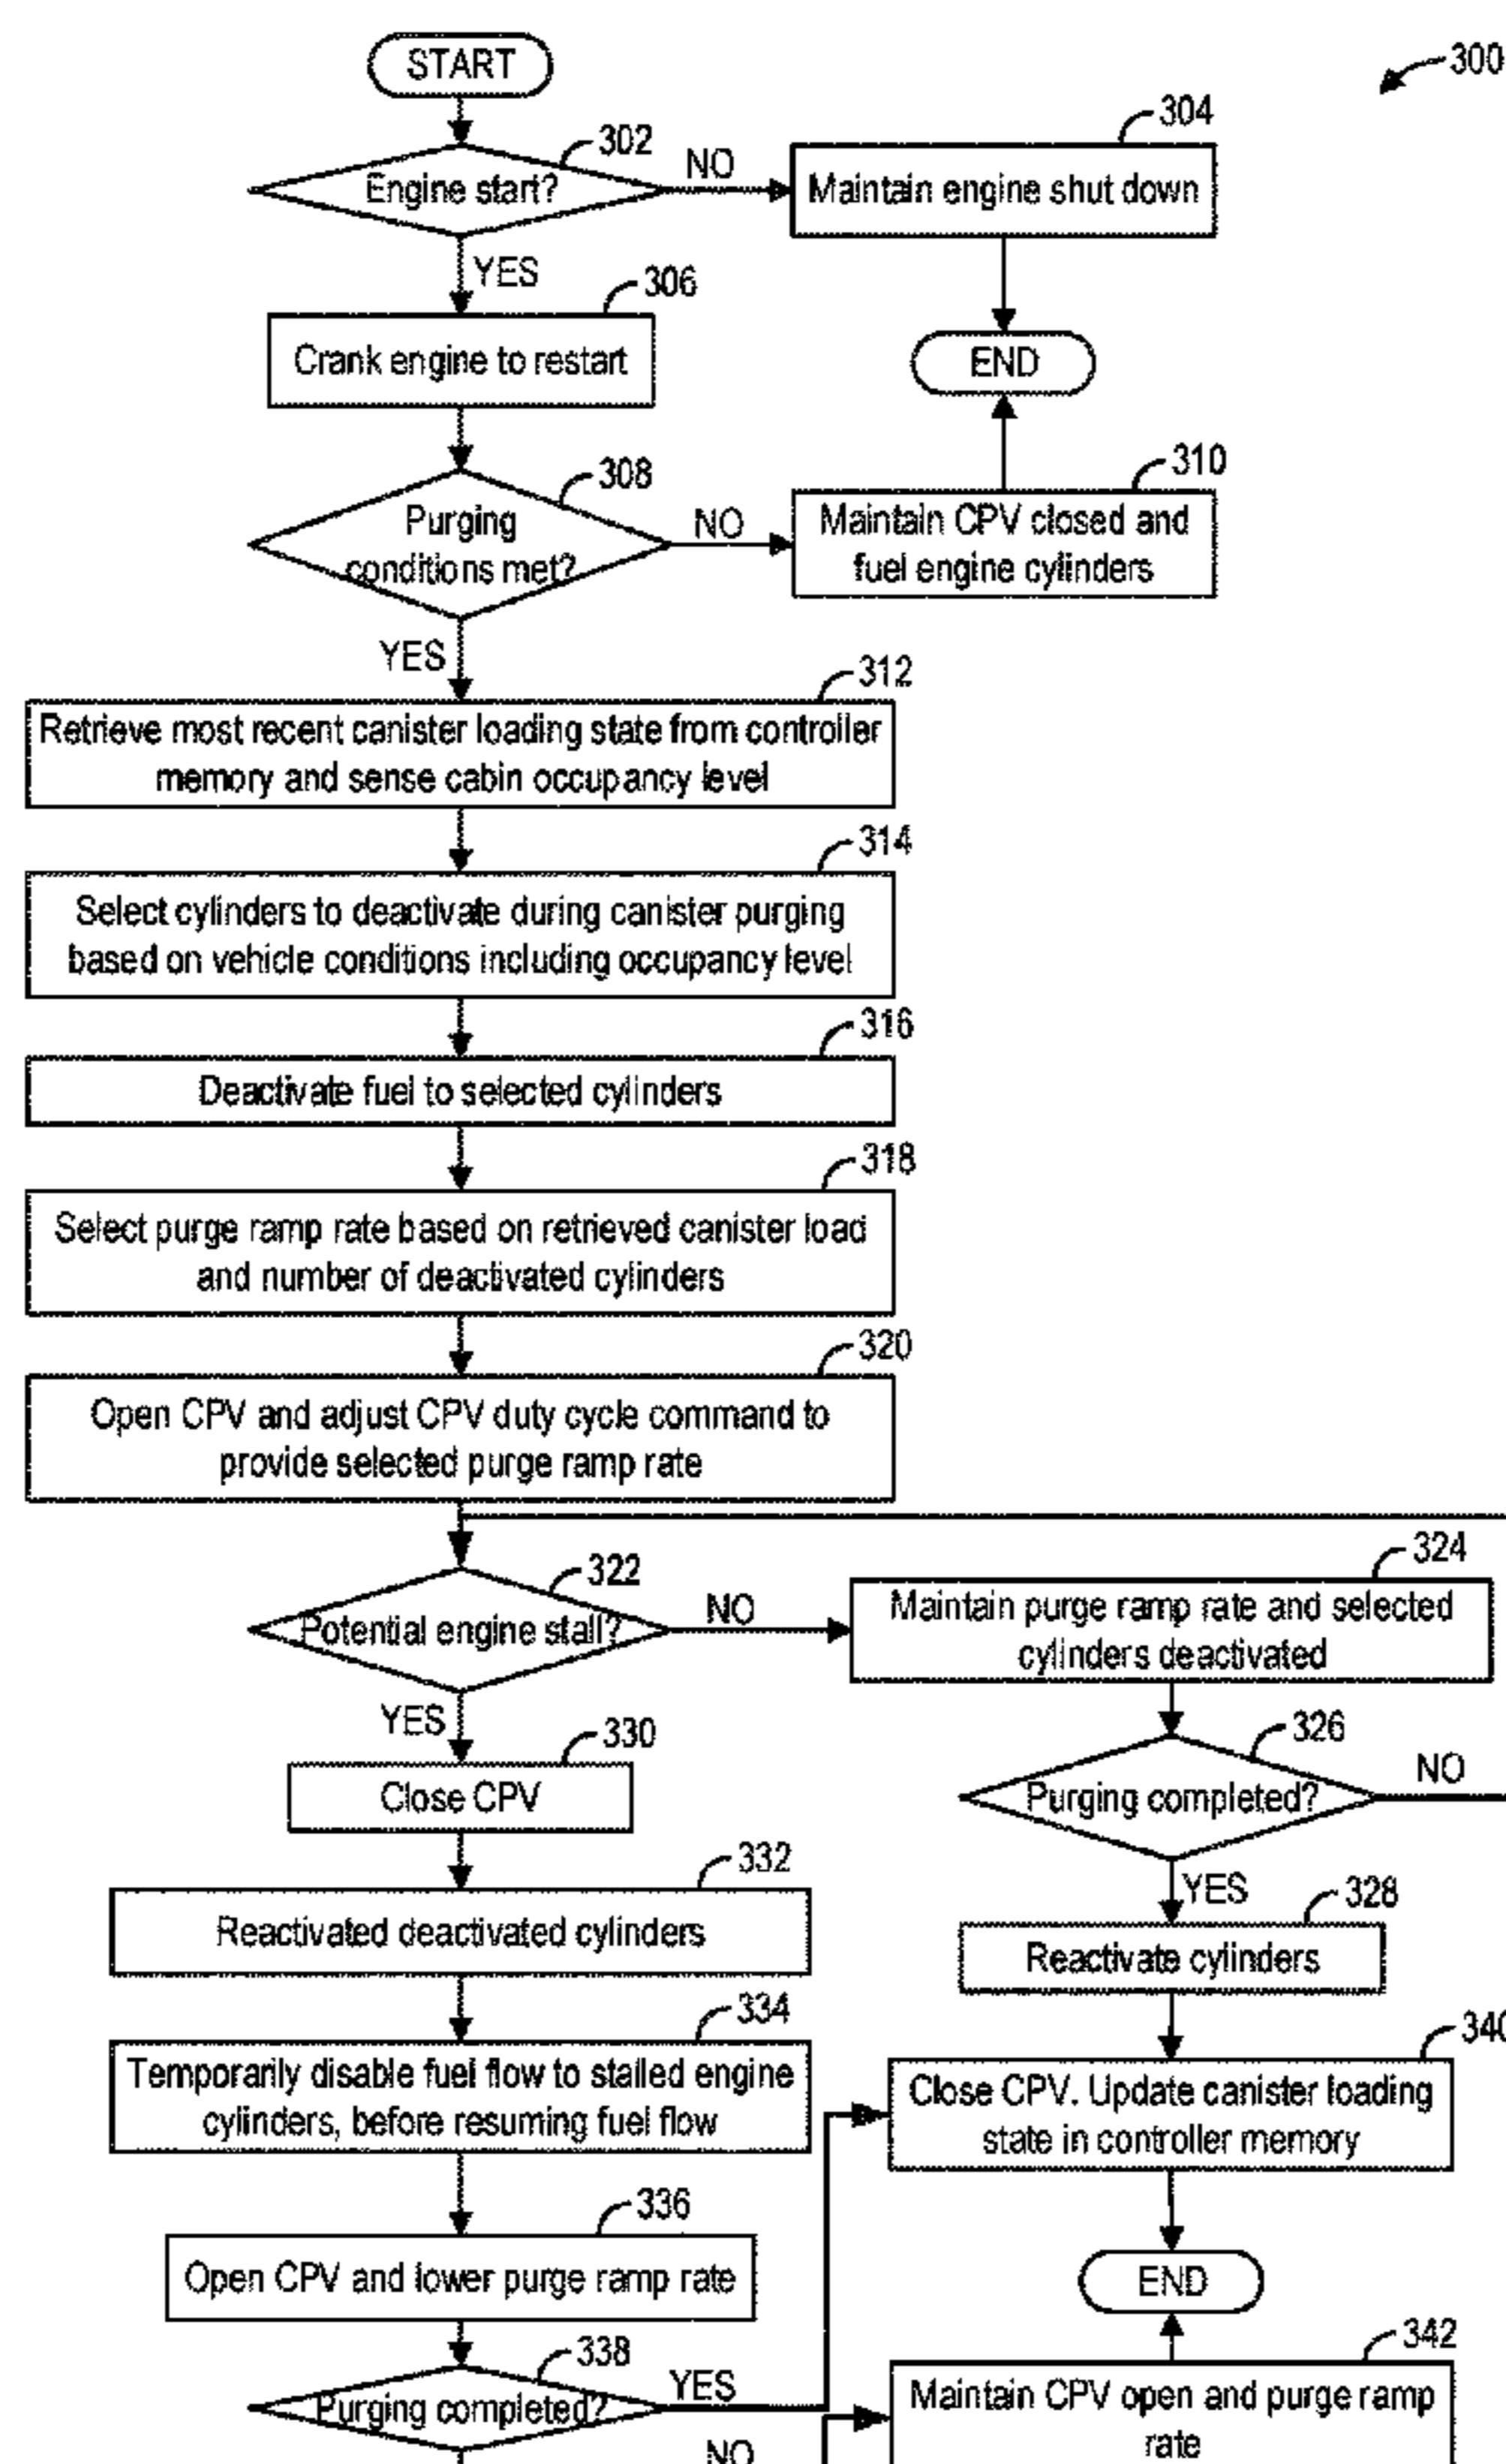 START
300
302
Engine start?
NO
304
Maintain engine shut down
YES
306
Crank engine to restart
END
308
Purging
conditions met?
NO
310
Maintain CPV closed and
fuel engine cylinders
YES
312
Retrieve most recent canister loading state from controller
memory and sense cabin occupancy level
314
Select cylinders to deactivate during canister purging
based on vehicle conditions including occupancy level
316
Deactivate fuel to selected cylinders
318
Select purge ramp rate based on retrieved canister load
and number of deactivated cylinders
320
Open CPV and adjust CPV duty cycle command to
provide selected purge ramp rate
322
Potential engine stall?
NO
324
Maintain purge ramp rate and selected
cylinders deactivated
YES
330
Close CPV
326
Purging completed?
NO
332
Reactivated deactivated cylinders
YES
328
Reactivate cylinders
334
Temporarily disable fuel flow to stalled engine
cylinders, before resuming fuel flow
340
Close CPV. Update canister loading
state in controller memory
336
Open CPV and lower purge ramp rate
END
338
Purging completed?
YES
NO
342
Maintain CPV open and purge ramp
rate